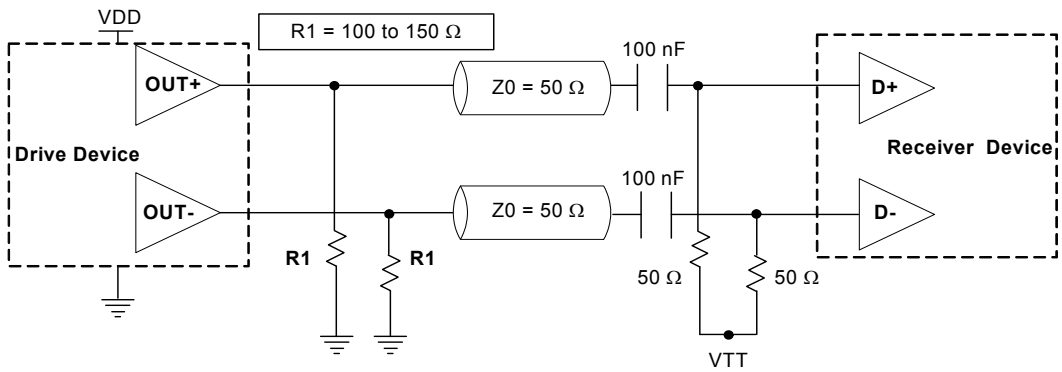 VDD
R1 = 100 to 150 Ω
100 nF
OUT+
Z0 = 50 Ω
D+
Drive Device
Receiver Device
100 nF
OUT-
Z0 = 50 Ω
D-
R1
R1
50 Ω
50 Ω
VTT